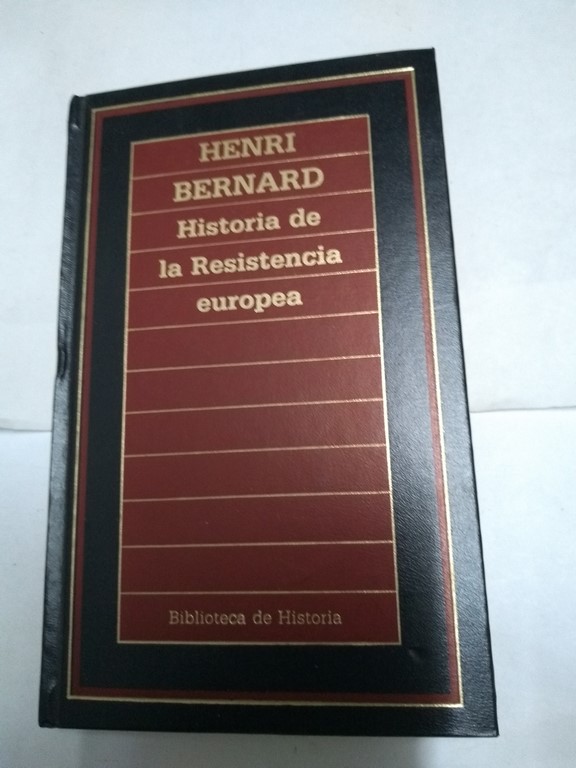 HENRI
BERNARD
Historia de
la Resistencia
europea
Biblioteca de Historia